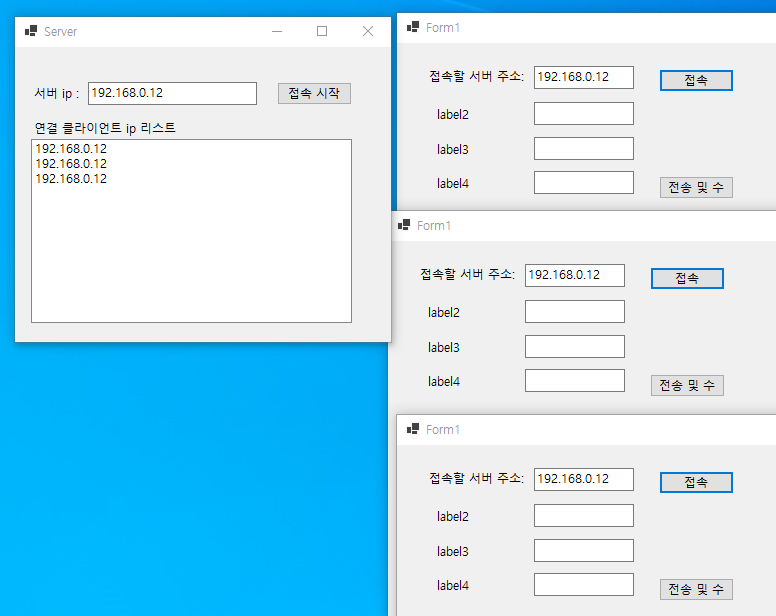 Server
서버 ip :
192.168.0.12
접속 시작
연결 클라이언트 ip 리스트
192.168.0.12
192.168.0.12
192.168.0.12
Form1
접속할 서버 주소:
192.168.0.12
접속
label2
label3
label4
전송 및 수
Form1
접속할 서버 주소:
192.168.0.12
접속
label2
label3
label4
전송 및 수
Form1
접속할 서버 주소:
192.168.0.12
접속
label2
label3
label4
전송 및 수